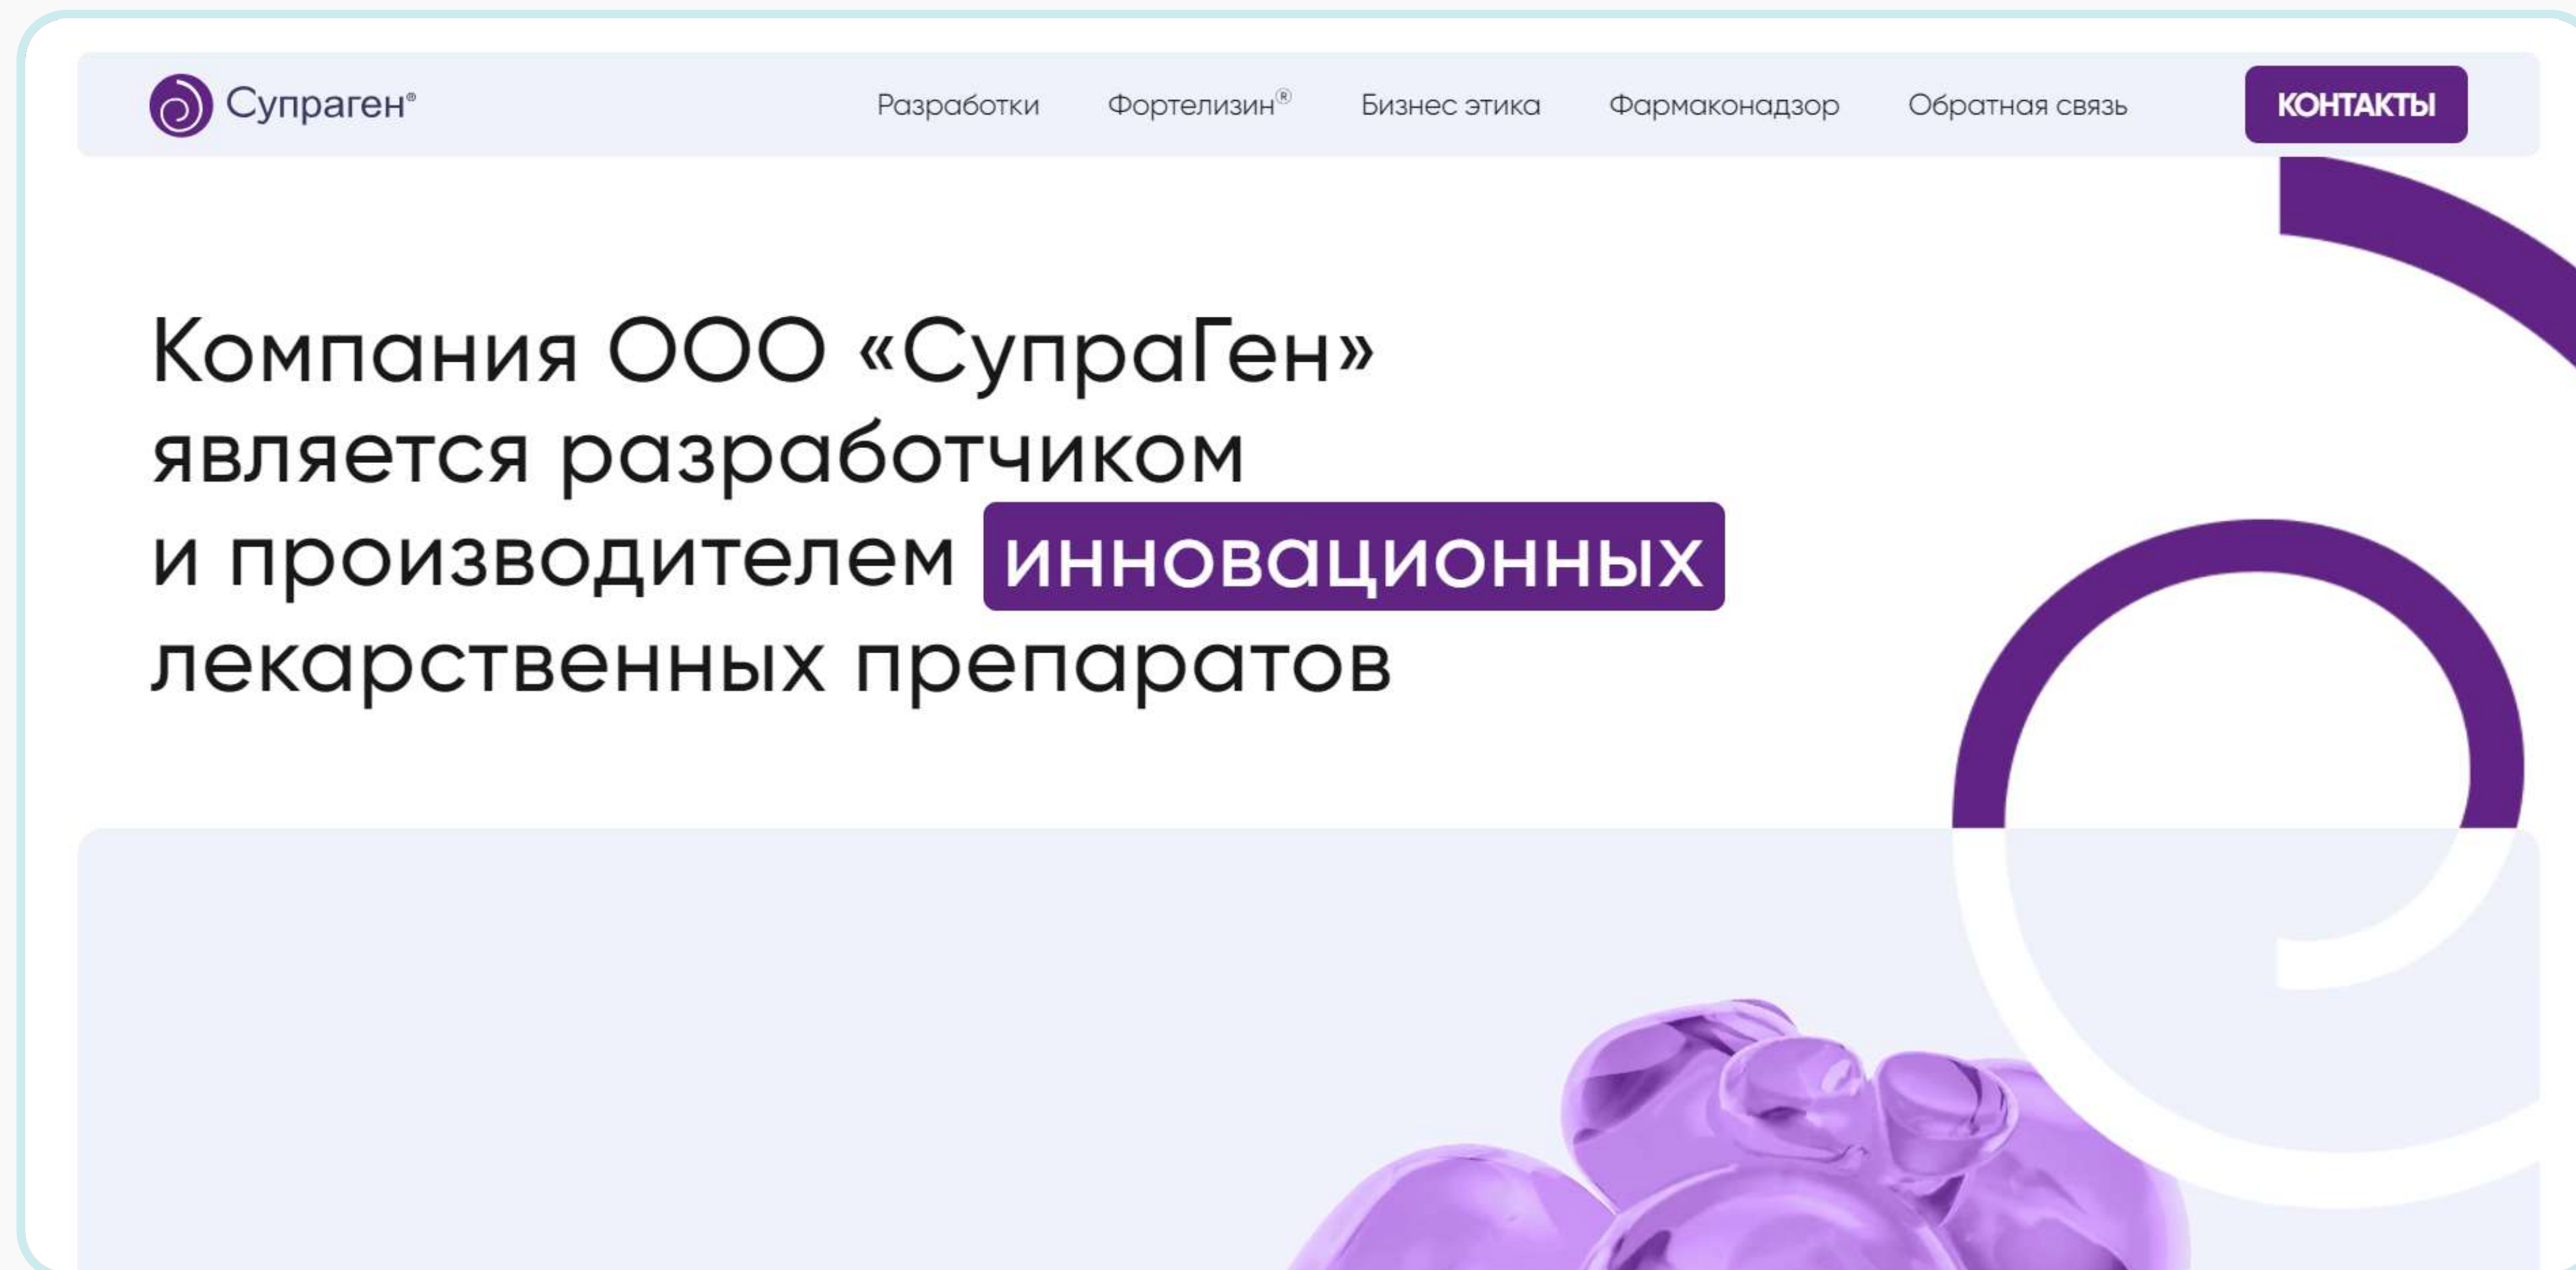 Супраген®
Разработки
Фортелизин®
Бизнес этика
Фармаконадзор
Обратная связь
КОНТАКТЫ
Компания ООО «СупраГен»
является разработчиком
и производителем инновационных
лекарственных препаратов